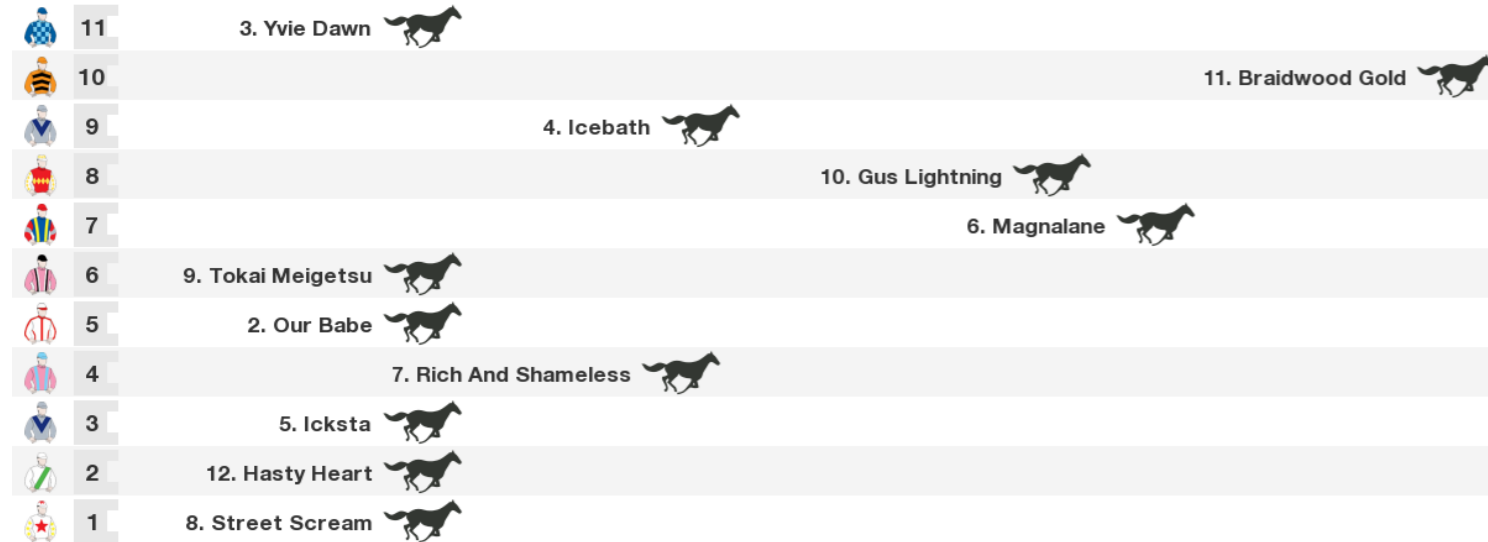 11 3. Yvie Dawn
10 11. Braidwood Gold
9 4. Icebath
8 10. Gus Lightning
7 6. Magnalane
6 9. Tokai Meigetsu
5 2. Our Babe
4 7. Rich And Shameless
3 5. Icksta
2 12. Hasty Heart
1 8. Street Scream